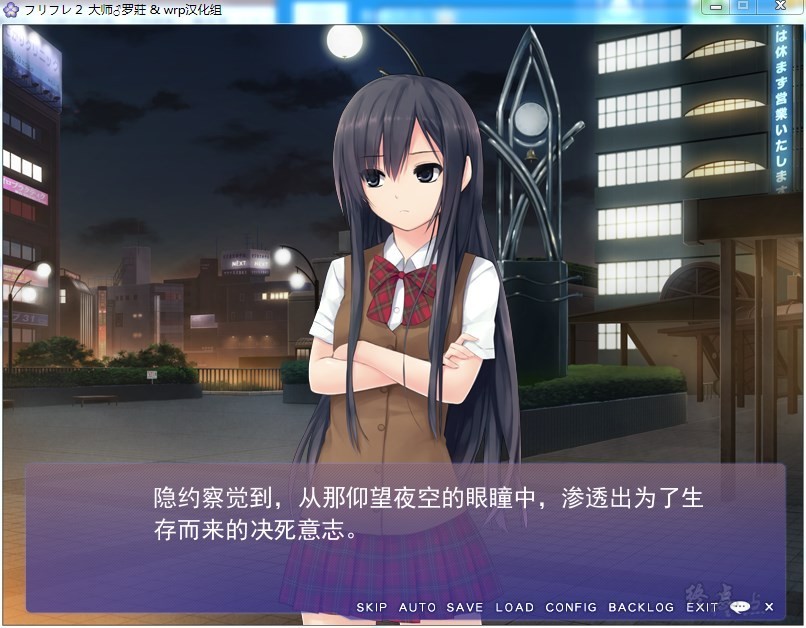 フリフレ2 大师♂罗莊 & wrp汉化组
は休まず営業いたします
NEXT
隐约察觉到，从那仰望夜空的眼瞳中，渗透出为了生
存而来的决死意志。
SKIP AUTO SAVE LOAD CONFIG BACKLOG EXIT